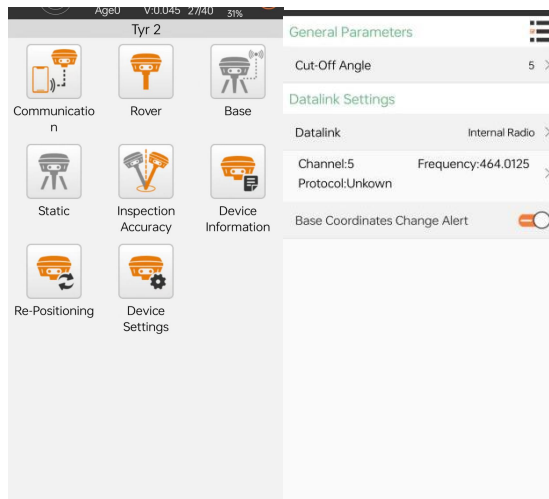 Age0 V:0.045 27/40 31%
Tyr 2
Communicatio
n
Rover
Base
Static
Inspection
Accuracy
Device
Information
Re-Positioning
Device
Settings
General Parameters
Cut-Off Angle 5
Datalink Settings
Datalink Internal Radio
Channel:5 Frequency:464.0125
Protocol:Unkown
Base Coordinates Change Alert